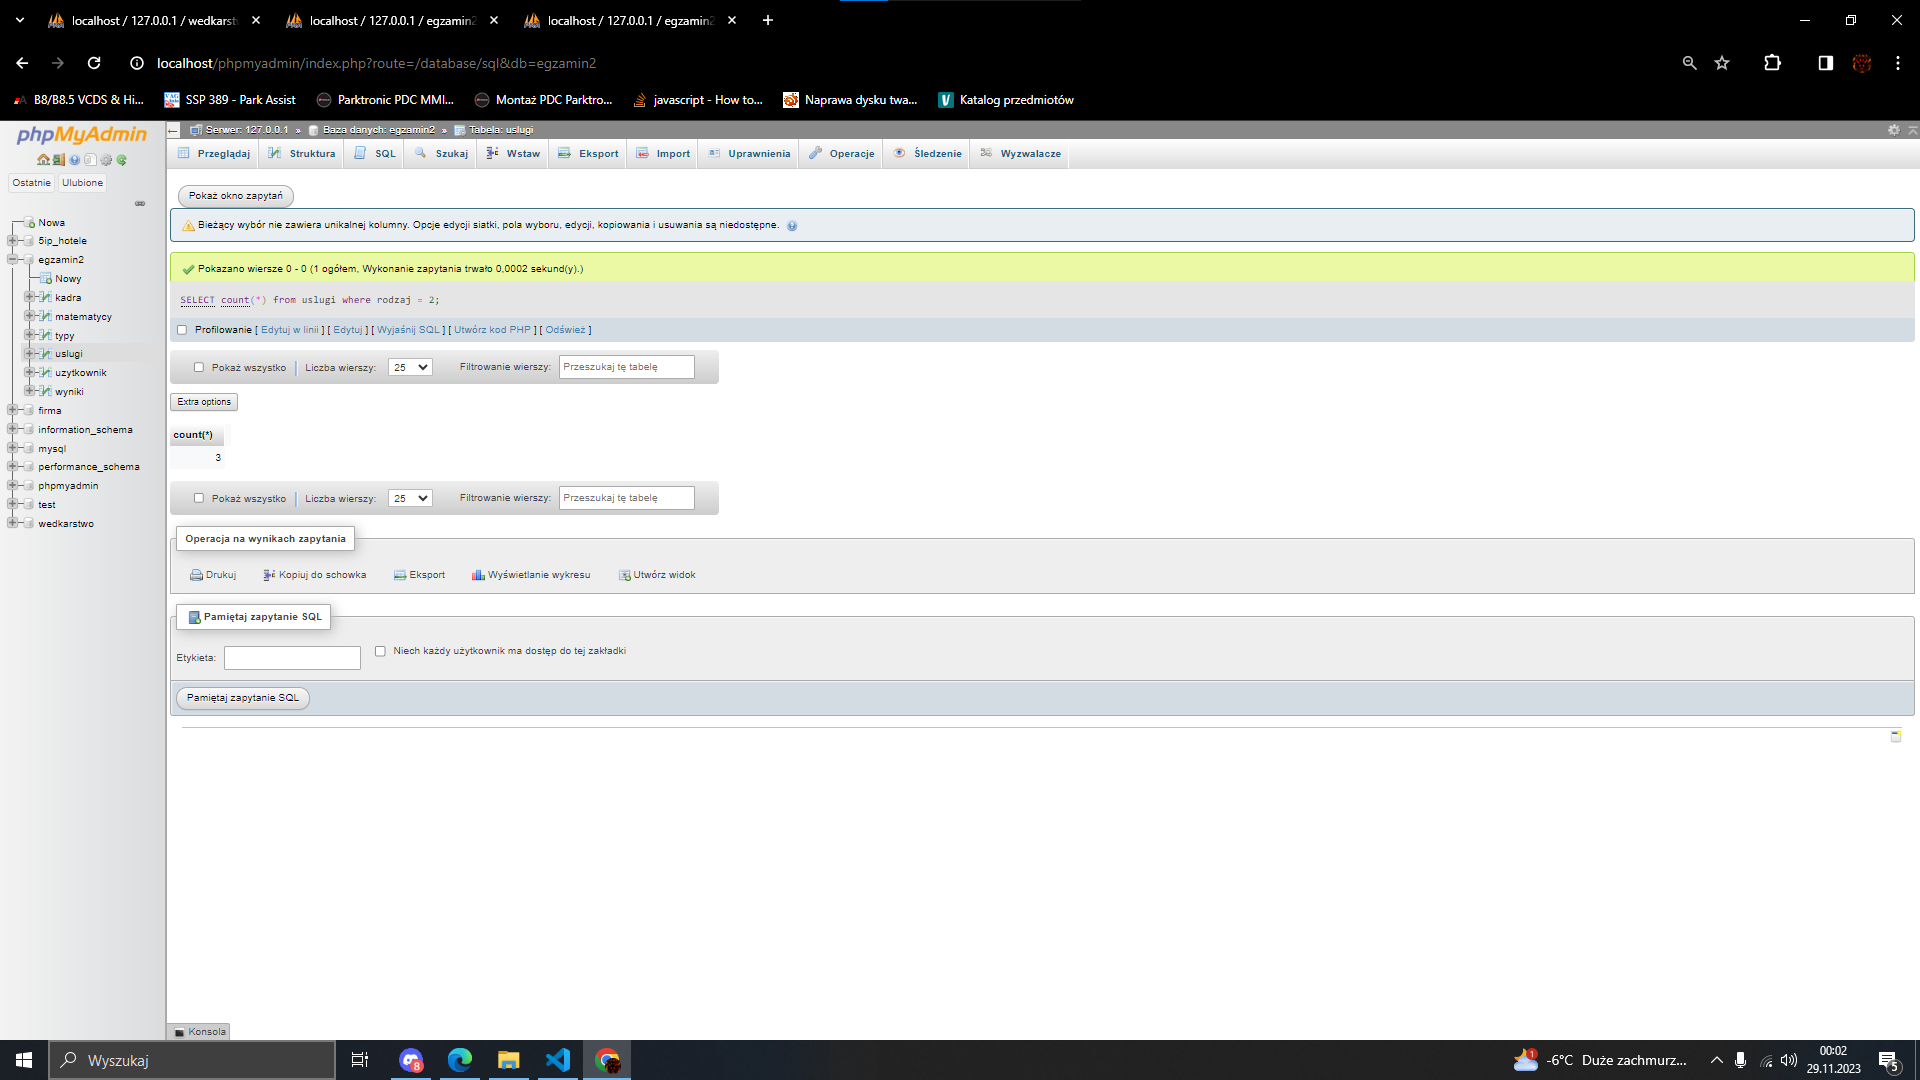 localhost / 127.0.0.1 / wedkarst
localhost / 127.0.0.1 / egzamin2
localhost / 127.0.0.1 / egzamin2
localhost/phpmyadmin/index.php?route=/database/sql&db=egzamin2
B8/B8.5 VCDS & Hi...
SSP 389 - Park Assist
Parktronic PDC MMI...
Montaż PDC Parktro...
javascript - How to...
Naprawa dysku twa...
Katalog przedmiotów
phpMyAdmin
Ostatnie
Ulubione
Nowa
5ip_hotele
egzamin2
Nowy
kadra
matematycy
typy
uslugi
uzytkownik
wyniki
firma
information_schema
mysql
performance_schema
phpmyadmin
test
wedkarstwo
Serwer: 127.0.0.1 » Baza danych: egzamin2 » Tabela: uslugi
Przeglądaj Struktura SQL Szukaj Wstaw Eksport Import Uprawnienia Operacje Śledzenie Wyzwalacze
Pokaż okno zapytań
Bieżący wybór nie zawiera unikalnej kolumny. Opcje edycji siatki, pola wyboru, edycji, kopiowania i usuwania są niedostępne.
Pokazano wiersze 0 - 0 (1 ogółem, Wykonanie zapytania trwało 0,0002 sekund(y).)
SELECT count(*) from uslugi where rodzaj = 2;
Profilowanie [ Edytuj w linii ] [ Edytuj ] [ Wyjaśnij SQL ] [ Utwórz kod PHP ] [ Odśwież ]
Pokaż wszystko Liczba wierszy: 25 Filtrowanie wierszy: Przeszukaj tę tabelę
Extra options
count(*)
3
Pokaż wszystko Liczba wierszy: 25 Filtrowanie wierszy: Przeszukaj tę tabelę
Operacja na wynikach zapytania
Drukuj Kopiuj do schowka Eksport Wyświetlanie wykresu Utwórz widok
Pamiętaj zapytanie SQL
Etykieta: Niech każdy użytkownik ma dostęp do tej zakładki
Pamiętaj zapytanie SQL
Konsola
Wyszukaj
8
1
-6°C Duże zachmurz...
00:02
29.11.2023
5